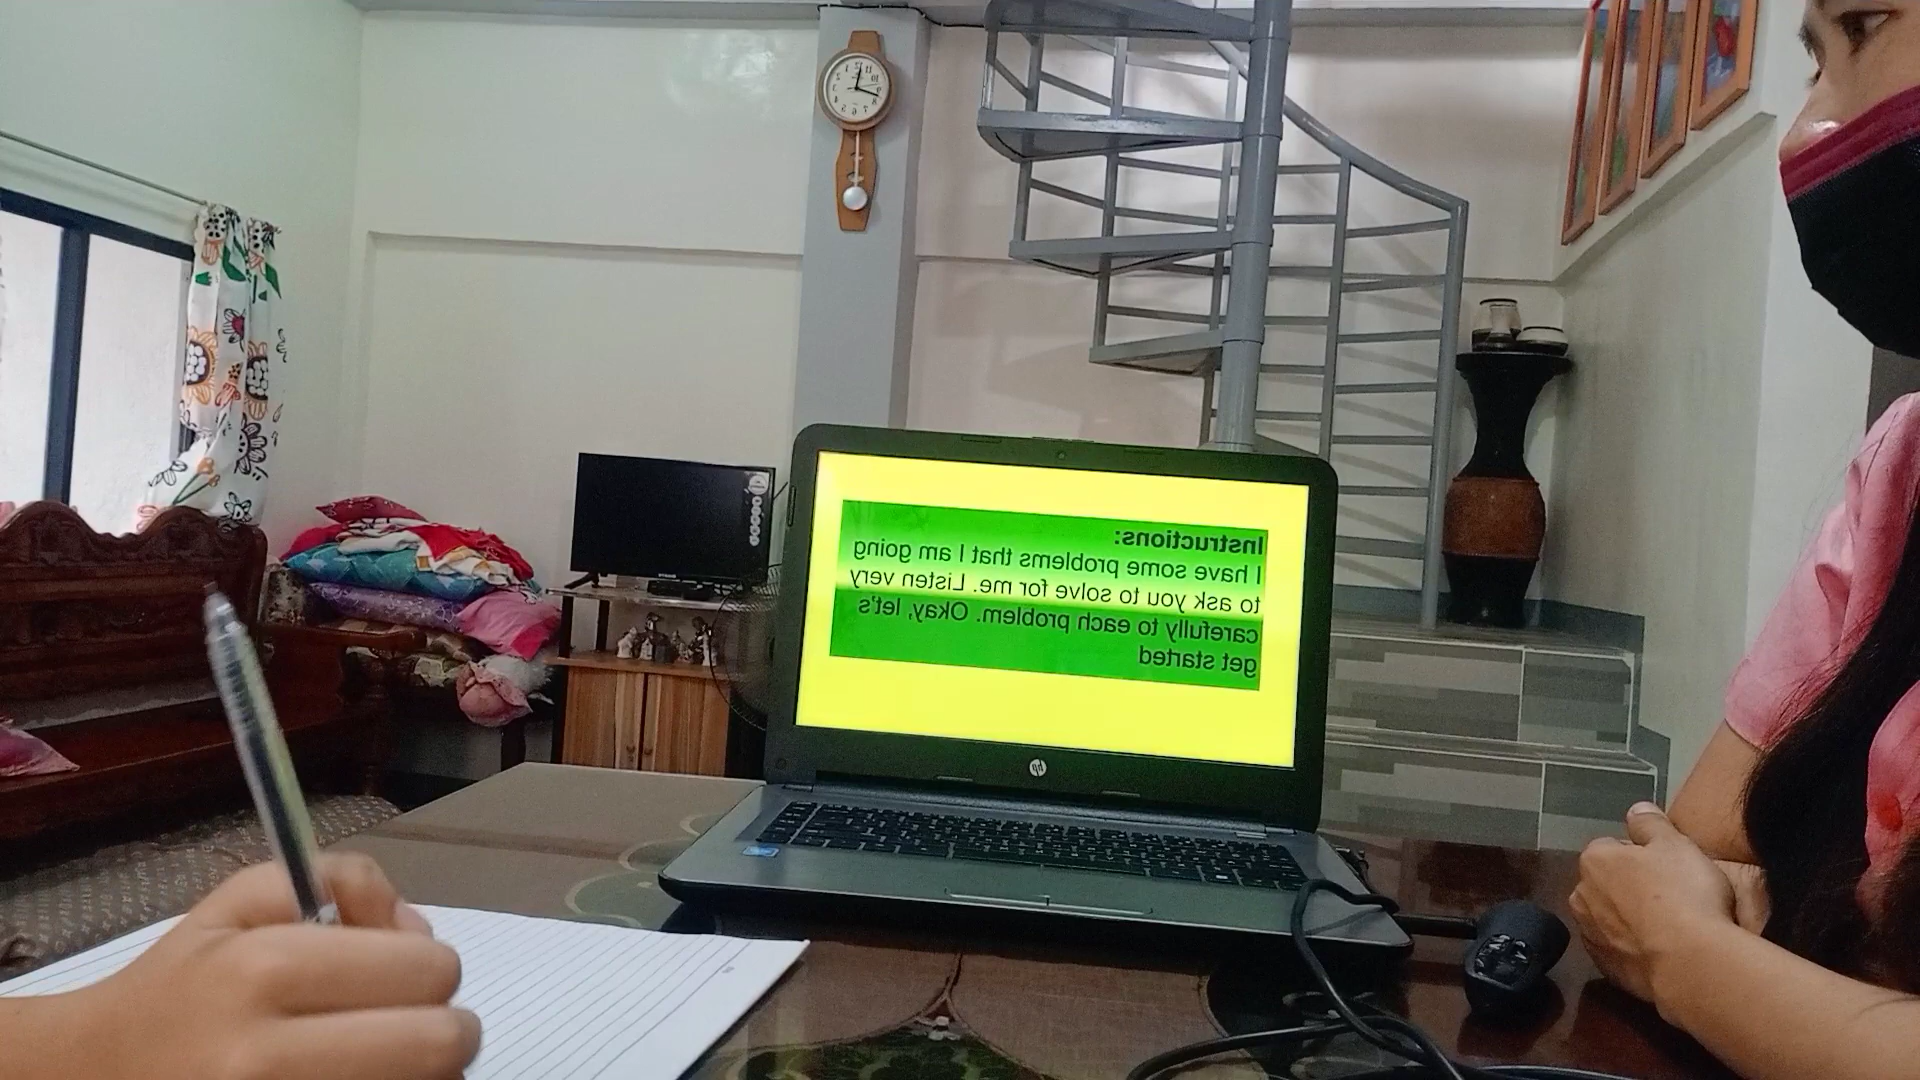 Instructions:
I have some problems that I am going
to ask you to solve for me. Listen very
carefully to each problem. Okay, let's
get started
hp